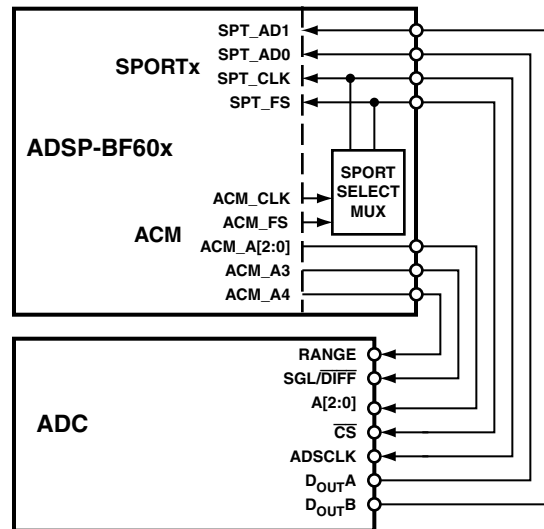 SPT_AD1
SPT_AD0
SPORTx
SPT_CLK
SPT_FS
ADSP-BF60x
SPORT
SELECT
MUX
ACM_CLK
ACM_FS
ACM
ACM_A[2:0]
ACM_A3
ACM_A4
RANGE
SGL/DIFF
A[2:0]
ADC
CS
ADSCLK
DOUTA
DOUTB